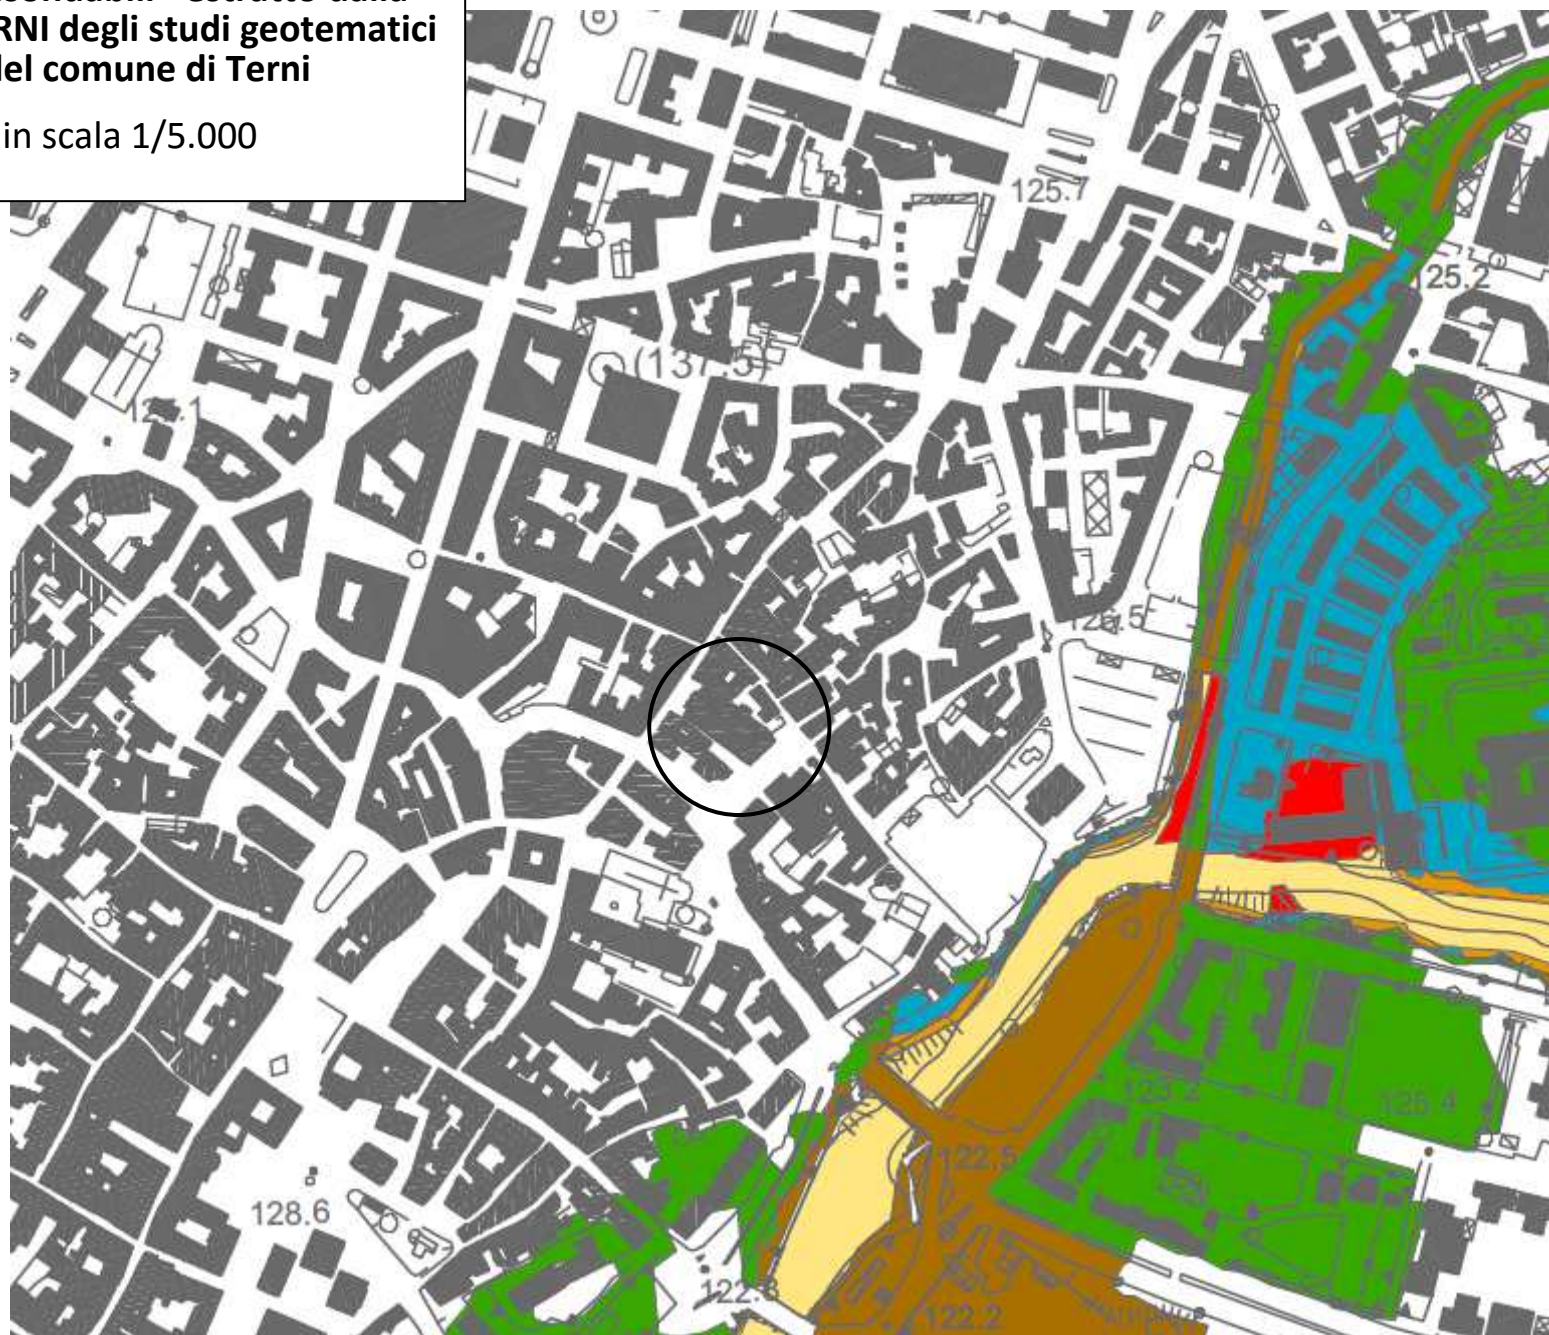 RNI degli studi geotematici
del comune di Terni
in scala 1/5.000
125.7
125.2
(137.5)
125.4
122.5
128.6
122.2